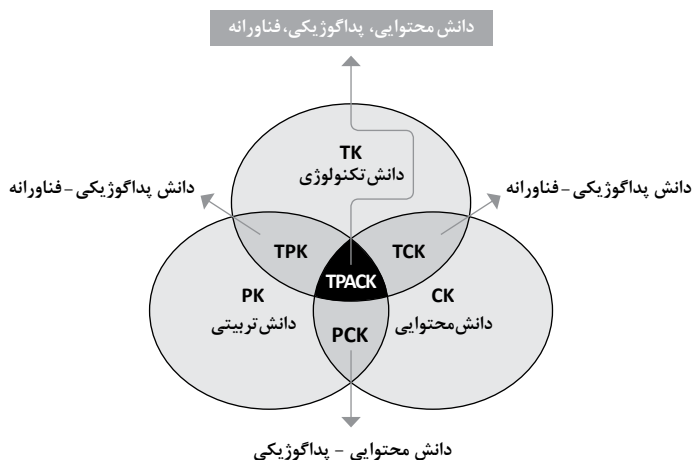 دانش محتوایی، پداگوژیکی، فناورانه
TK
دانش تکنولوژی
دانش پداگوژیکی – فناورانه
دانش پداگوژیکی – فناورانه
TPK
TCK
TPACK
PK
دانش تربیتی
CK
دانش محتوایی
PCK
دانش محتوایی – پداگوژیکی